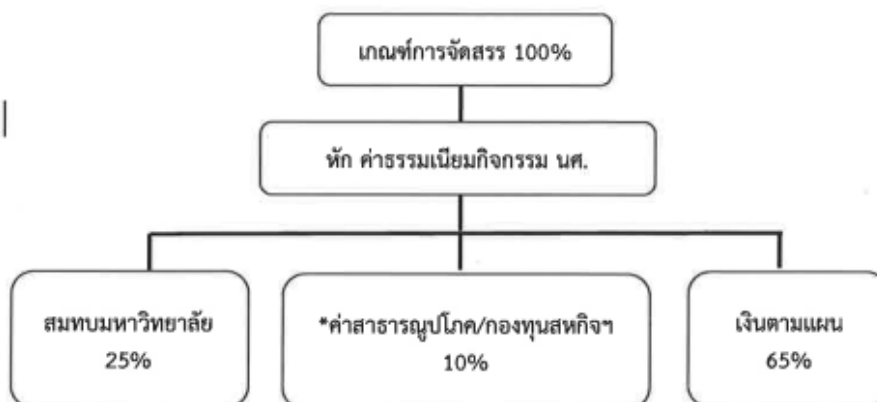 เกณฑ์การจัดสรร 100%
หัก ค่าธรรมเนียมกิจกรรม นศ.
สมทบมหาวิทยาลัย
25%
*ค่าสาธารณูปโภค/กองทุนสหกิจฯ
10%
เงินตามแผน
65%